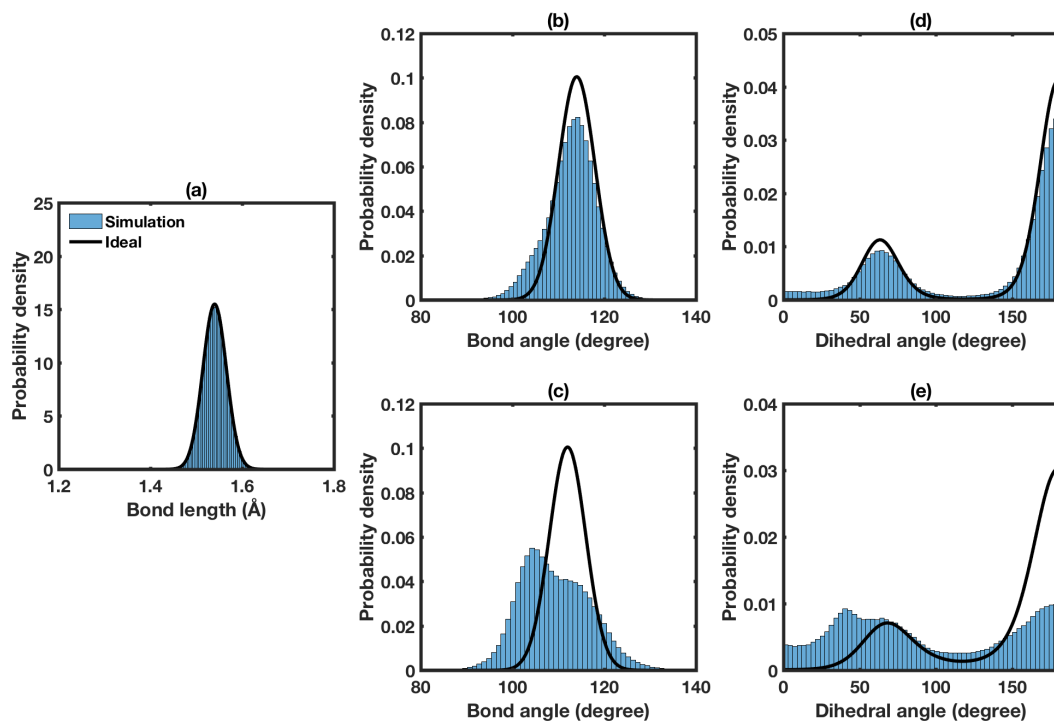 (a)
Probability density
25
20
15
10
5
0
1.2 1.4 1.6 1.8
Bond length (Å)
Simulation
Ideal
(b)
Probability density
0.12
0.1
0.08
0.06
0.04
0.02
0
80 100 120 140
Bond angle (degree)
(d)
Probability density
0.05
0.04
0.03
0.02
0.01
0
0 50 100 150
Dihedral angle (degree)
(c)
Probability density
0.12
0.1
0.08
0.06
0.04
0.02
0
80 100 120 140
Bond angle (degree)
(e)
Probability density
0.04
0.03
0.02
0.01
0
0 50 100 150
Dihedral angle (degree)